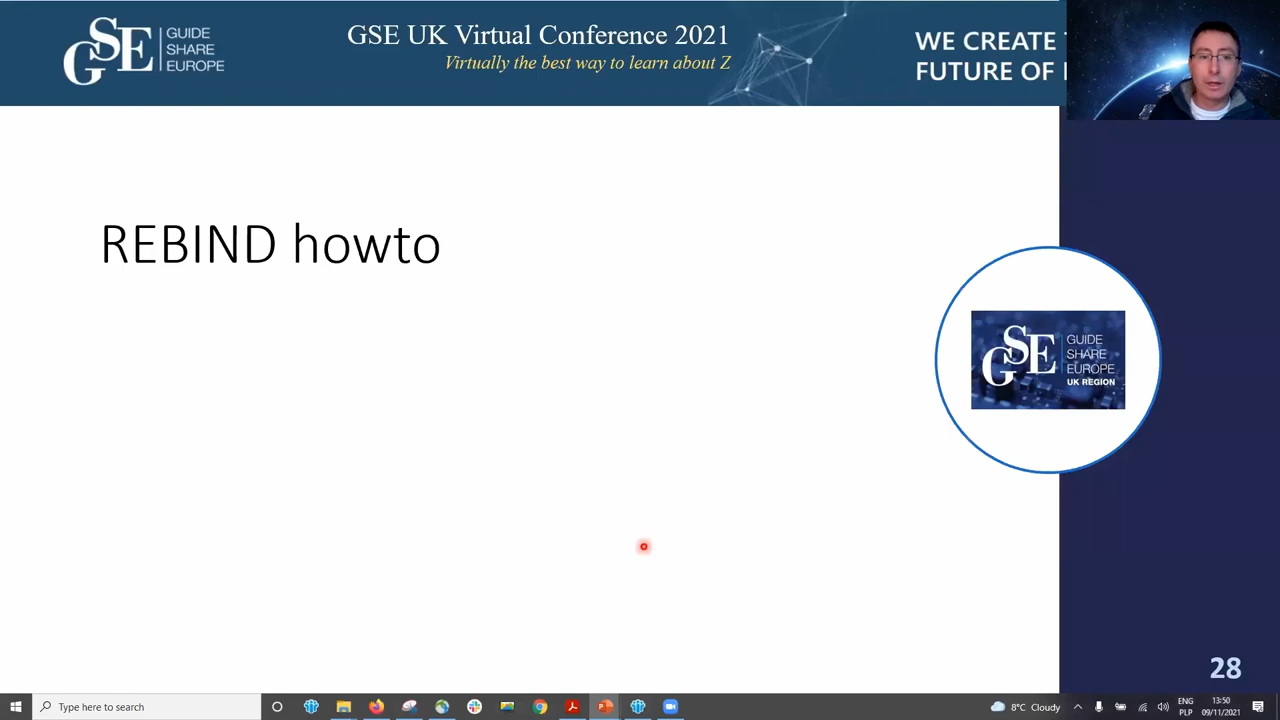 GSE
GUIDE
SHARE
EUROPE
GSE UK Virtual Conference 2021
Virtually the best way to learn about Z
WE CREATE
FUTURE OF
REBIND howto
GSE
GUIDE
SHARE
EUROPE
UK REGION
28
Type here to search
8°C Cloudy
ENG
PLP
13:50
09/11/2021